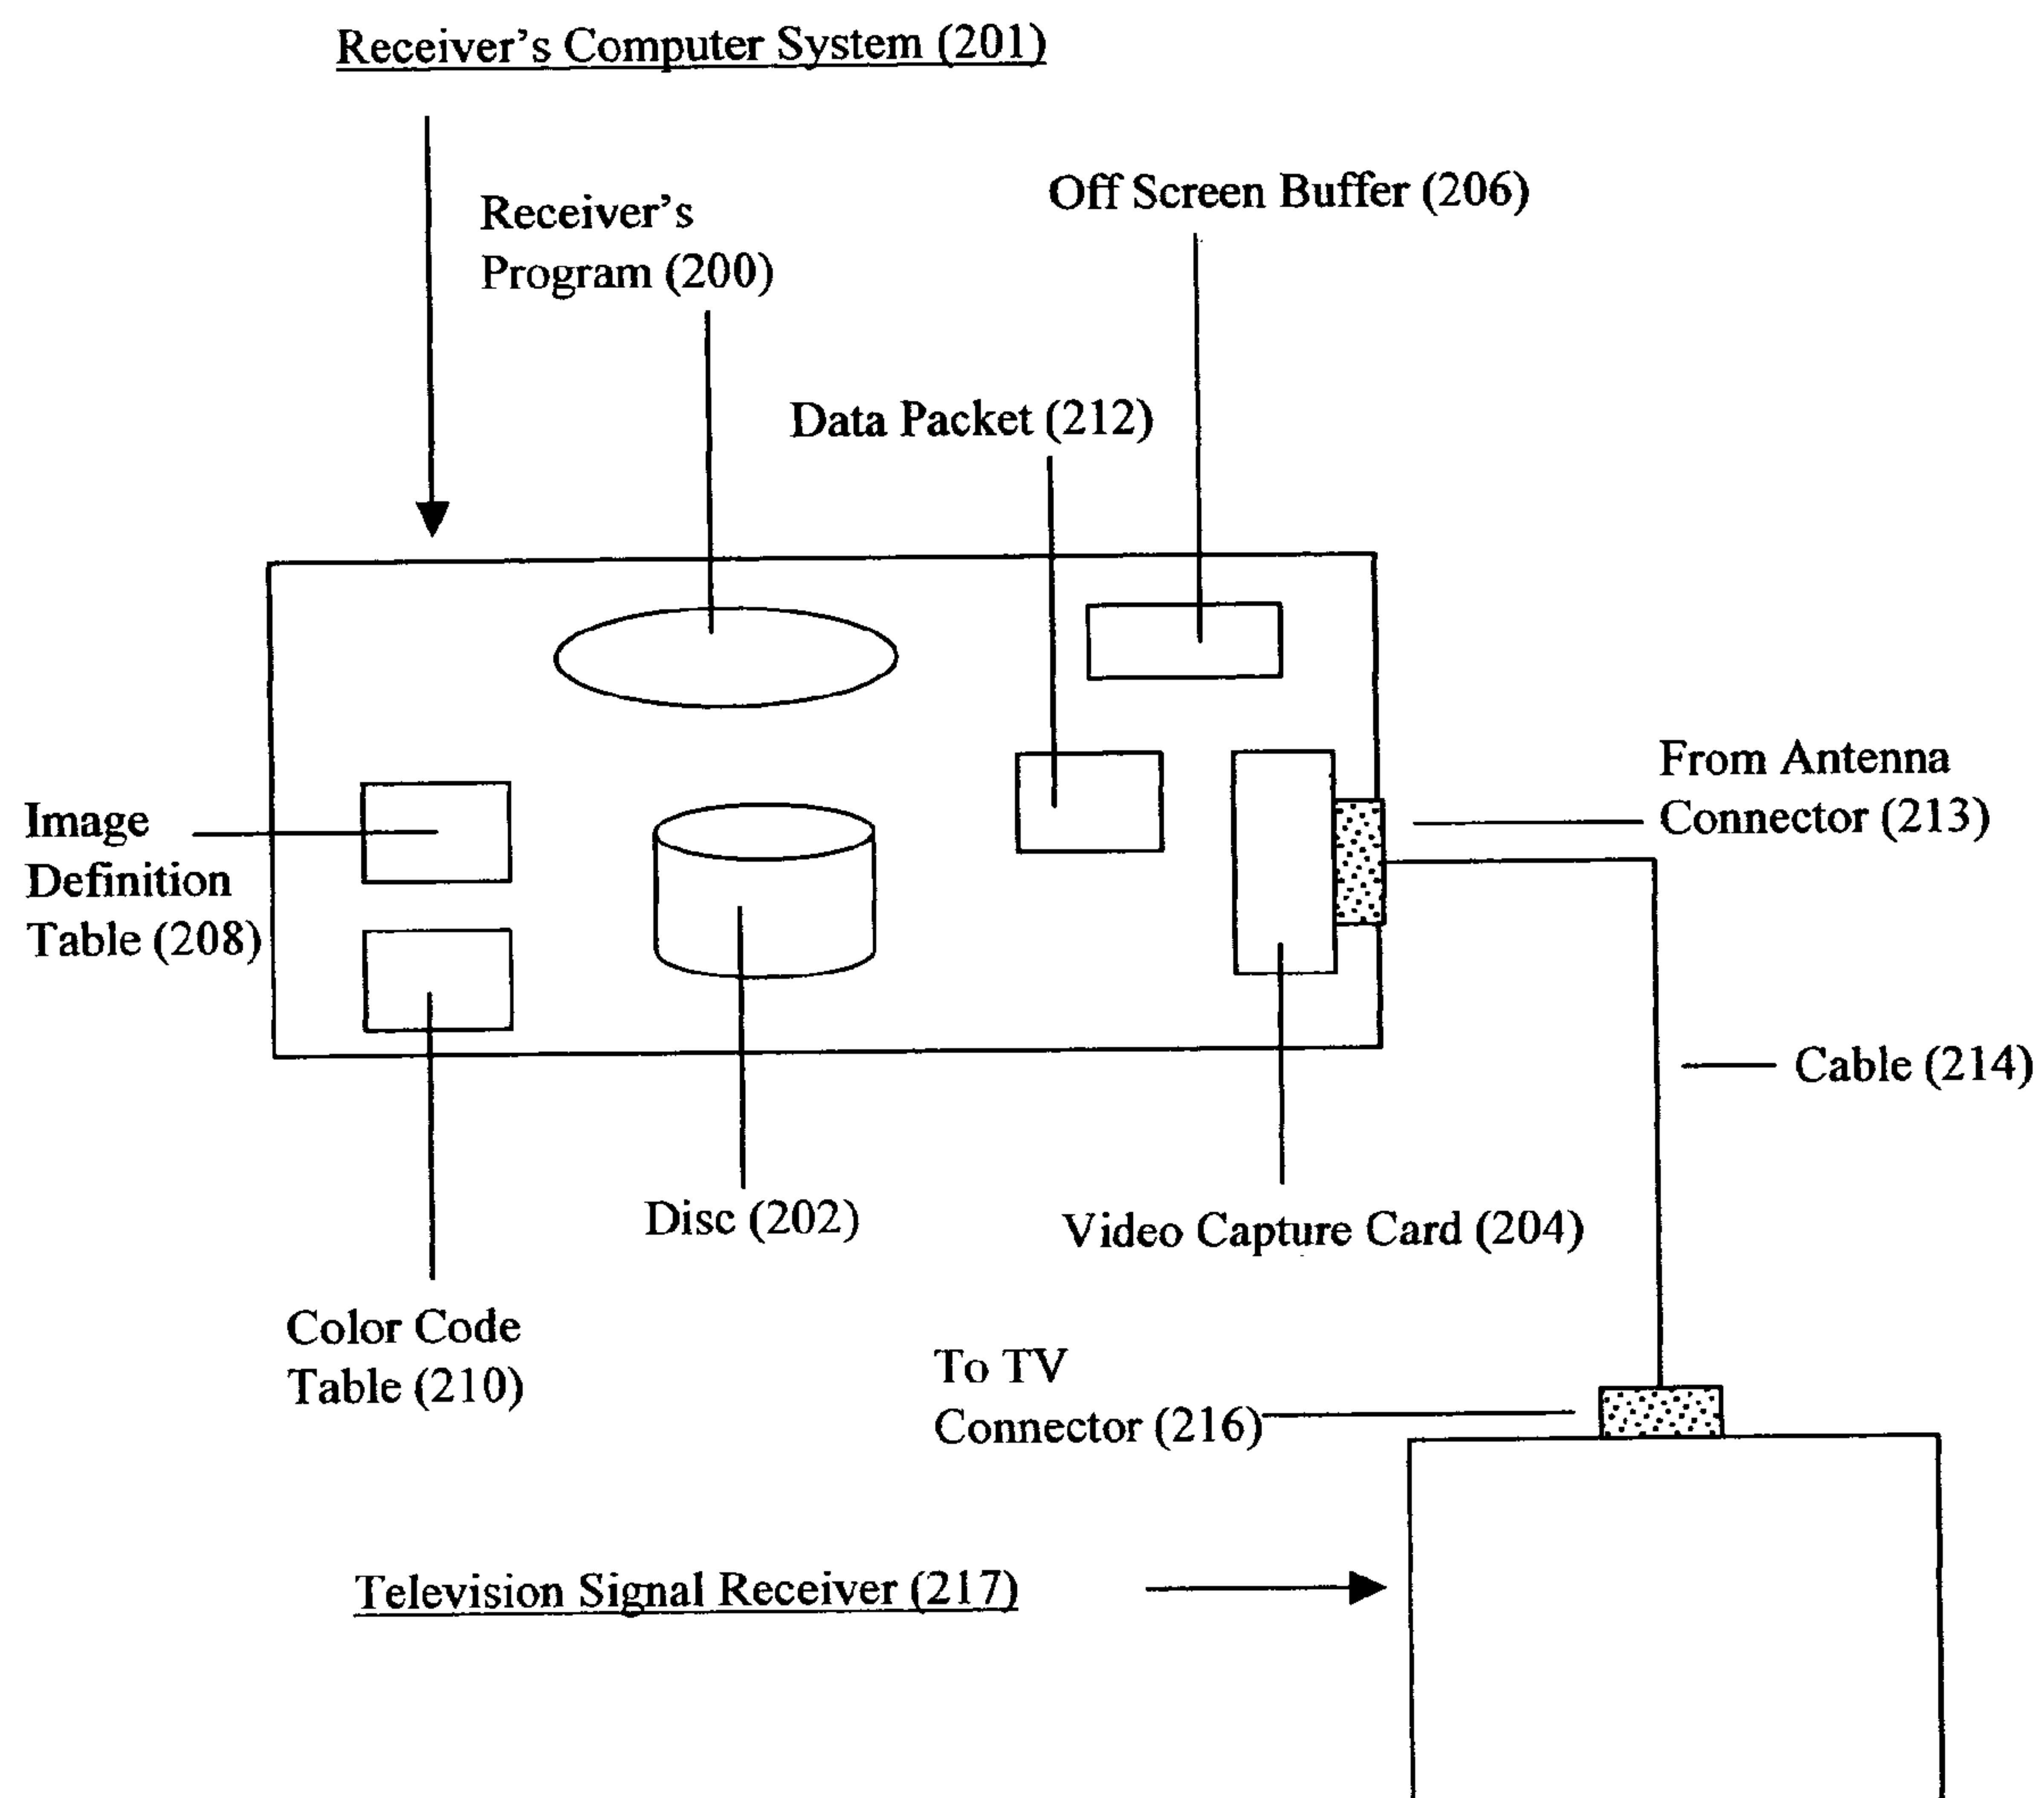 Receiver's Computer System (201)
Receiver's
Program (200)
Off Screen Buffer (206)
Data Packet (212)
From Antenna
Connector (213)
Image
Definition
Table (208)
Cable (214)
Disc (202)
Video Capture Card (204)
Color Code
Table (210)
To TV
Connector (216)
Television Signal Receiver (217)